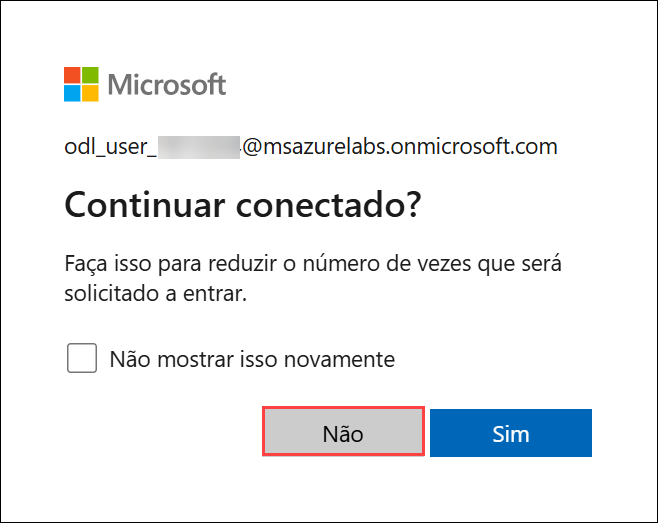 Microsoft
odl_user_ @msazurelabs.onmicrosoft.com
Continuar conectado?
Faça isso para reduzir o número de vezes que será
solicitado a entrar.
Não mostrar isso novamente
Não Sim